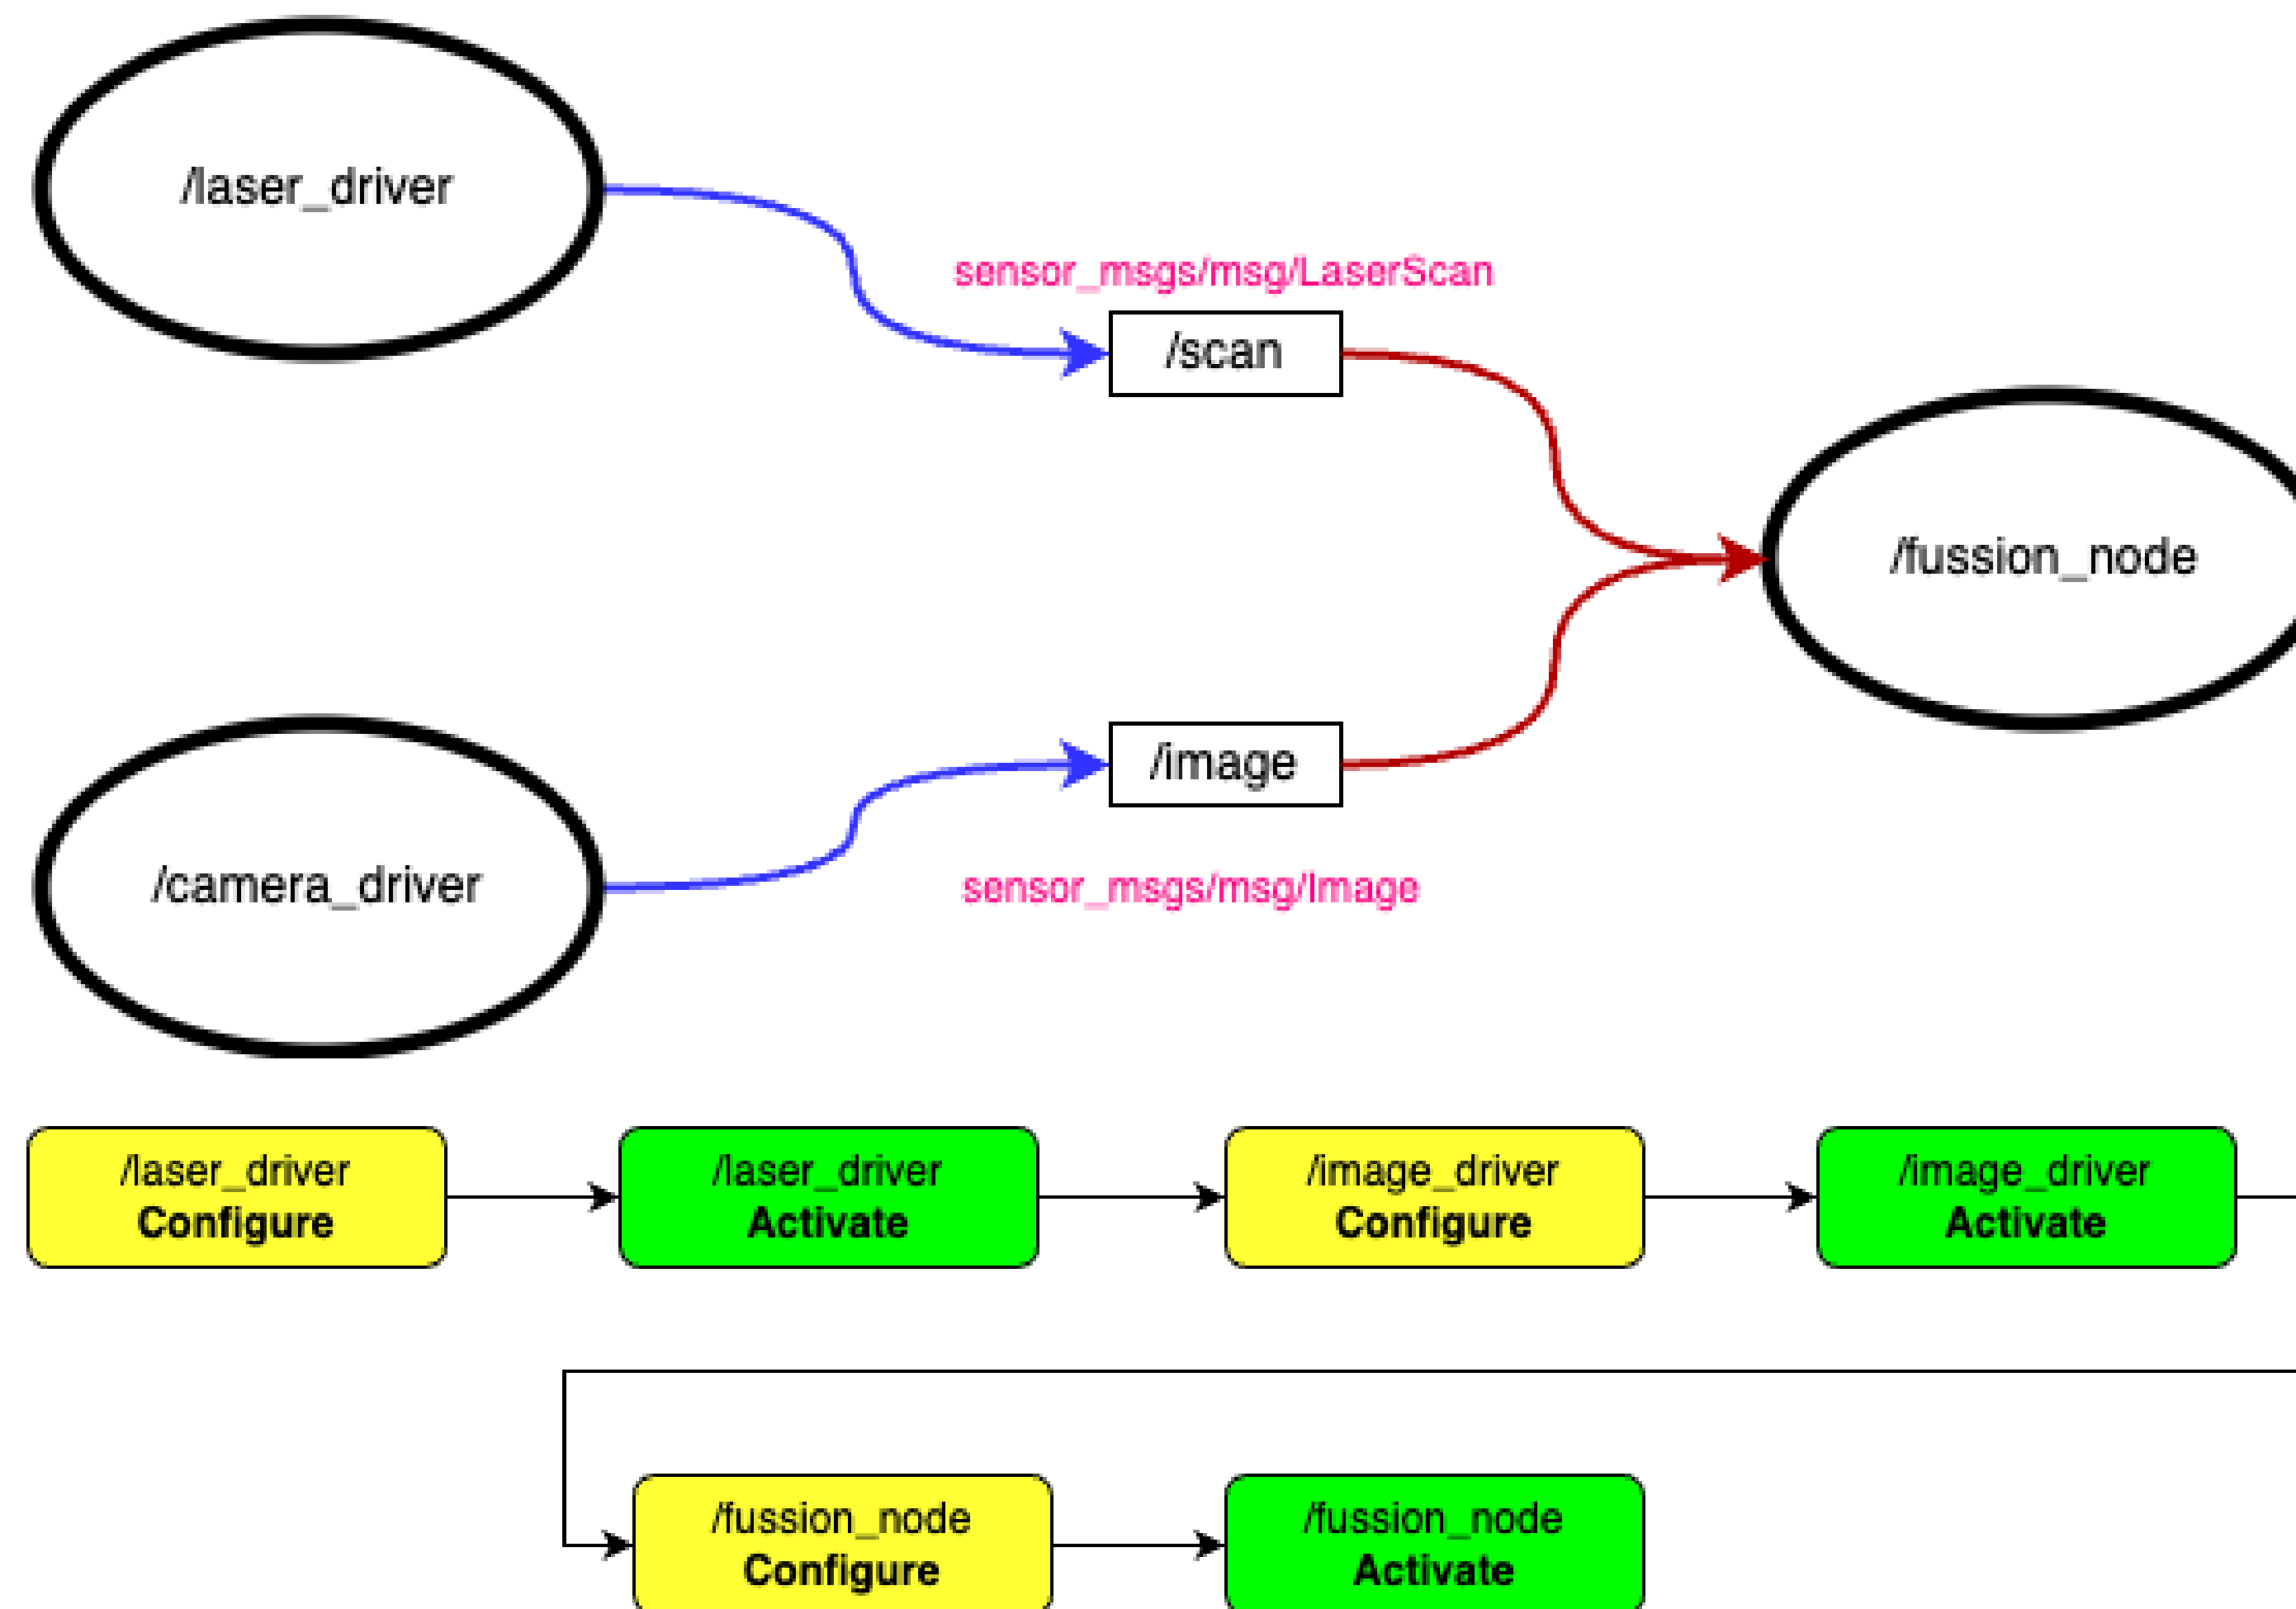 /laser_driver
sensor_msgs/msg/LaserScan
/scan
/fussion_node
/image
/camera_driver
sensor_msgs/msg/Image
/laser_driver
Configure
/laser_driver
Activate
/image_driver
Configure
/image_driver
Activate
/fussion_node
Configure
/fussion_node
Activate